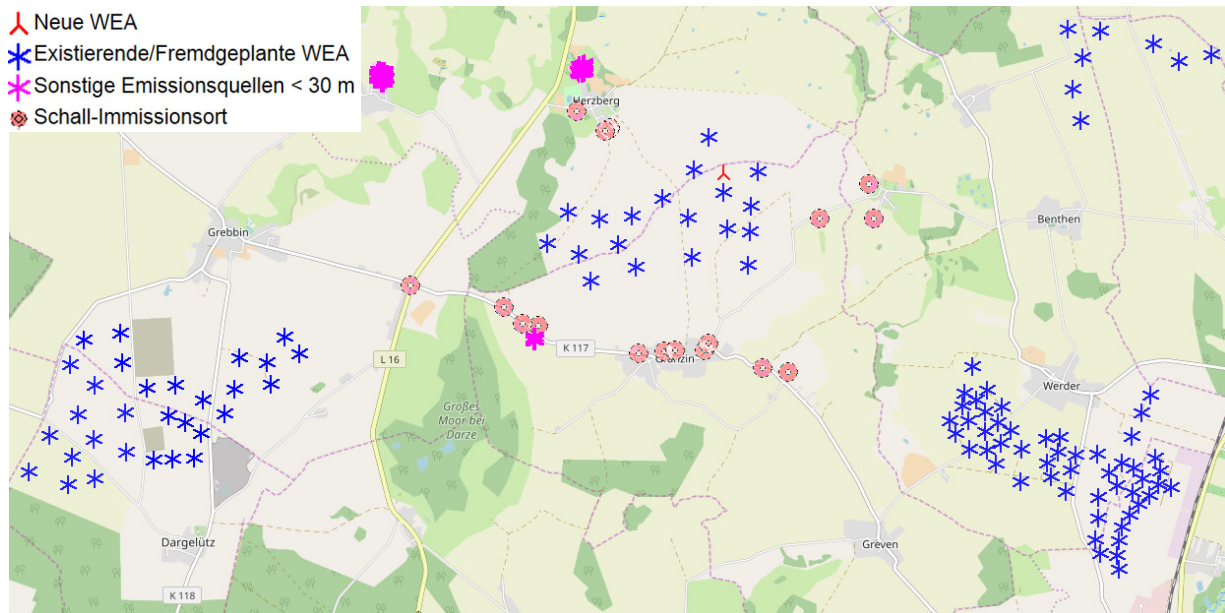 Neue WEA
Existierende/Fremdgeplante WEA
Sonstige Emissionsquellen < 30 m
Schall-Immissionsort
Herzberg
Grebbin
Benthen
L 16
K 117
Granzin
Werder
Großes
Moor bei
Darze
Dargelütz
Greven
K 118